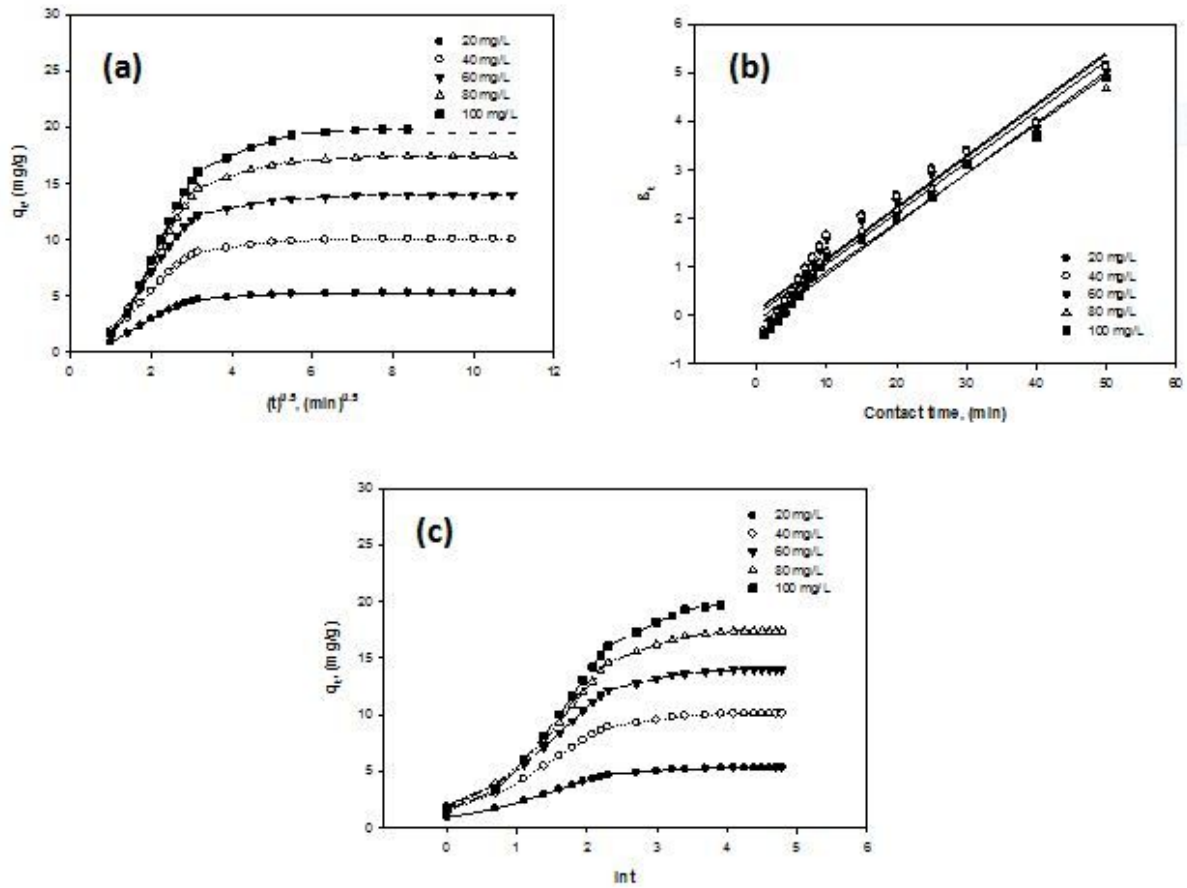 (a)
30
25
20
15
10
5
0
qt, (mg/g)
20 mg/L
40 mg/L
60 mg/L
80 mg/L
100 mg/L
0 2 4 6 8 10 12
(t)^0.5, (min)^0.5
(b)
6
5
4
3
2
1
0
-1
Bt
20 mg/L
40 mg/L
60 mg/L
80 mg/L
100 mg/L
0 10 20 30 40 50 60
Contact time, (min)
(c)
30
25
20
15
10
5
0
qt, (mg/g)
20 mg/L
40 mg/L
60 mg/L
80 mg/L
100 mg/L
0 1 2 3 4 5 6
lnt